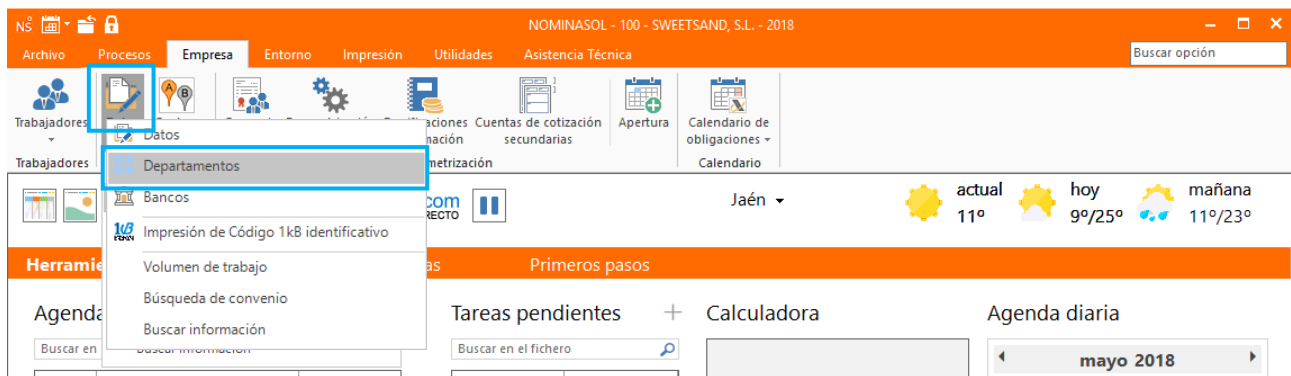 NOMINASOL - 100 - SWEETSAND, S.L. - 2018
Archivo Procesos Empresa Entorno Impresión Utilidades Asistencia Técnica Buscar opción
Trabajadores
Cuentas de cotización secundarias
Apertura
Calendario de obligaciones
Trabajadores
Calendario
Datos
Departamentos
Bancos
Impresión de Código 1kB identificativo
Volumen de trabajo
Búsqueda de convenio
Buscar información
Jaén
actual
11º
hoy
9º/25º
mañana
11º/23º
Primeros pasos
Tareas pendientes
Buscar en el fichero
Calculadora
Agenda diaria
mayo 2018
Agenda
Buscar en